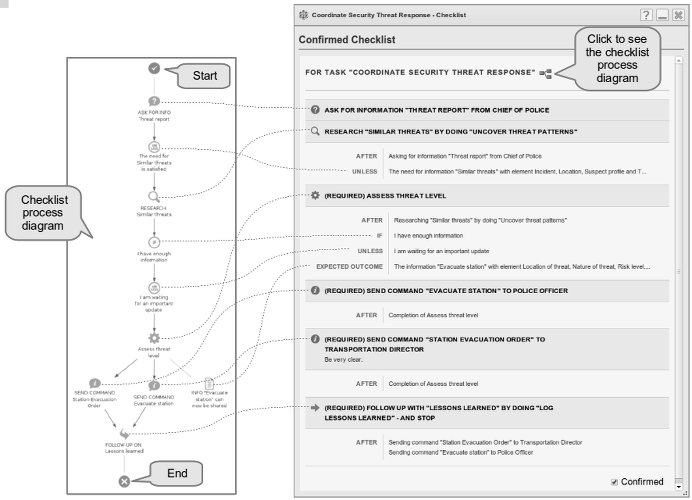 Coordinate Security Threat Response - Checklist
Confirmed Checklist
Click to see
the checklist
process
diagram
FOR TASK "COORDINATE SECURITY THREAT RESPONSE"
ASK FOR INFORMATION "THREAT REPORT" FROM CHIEF OF POLICE
RESEARCH "SIMILAR THREATS" BY DOING "UNCOVER THREAT PATTERNS"
AFTER Asking for information "Threat report" from Chief of Police
UNLESS The need for information "Similar threats" with element Incident, Location, Suspect profile and T...
(REQUIRED) ASSESS THREAT LEVEL
AFTER Researching "Similar threats" by doing "Uncover threat patterns"
IF I have enough information
UNLESS I am waiting for an important update
EXPECTED OUTCOME The information "Evacuate station" with element Location of threat, Nature of threat, Risk level,...
(REQUIRED) SEND COMMAND "EVACUATE STATION" TO POLICE OFFICER
AFTER Completion of Assess threat level
(REQUIRED) SEND COMMAND "STATION EVACUATION ORDER" TO
TRANSPORTATION DIRECTOR
Be very clear.
AFTER Completion of Assess threat level
(REQUIRED) FOLLOW UP WITH "LESSONS LEARNED" BY DOING "LOG
LESSONS LEARNED" - AND STOP
AFTER Sending command "Station Evacuation Order" to Transportation Director
Sending command "Evacuate station" to Police Officer
Confirmed
Start
ASK FOR INFO
Threat report
The need for
Similar threats
is satisfied
RESEARCH
Similar threats
IF
I have enough
information
I am waiting
for an important
update
Assess threat
level
SEND COMMAND
Station Evacuation
Order
SEND COMMAND
Evacuate station
INFO "Evacuate
station" can
now be shared
FOLLOW UP ON
Lessons learned
End
Checklist
process
diagram